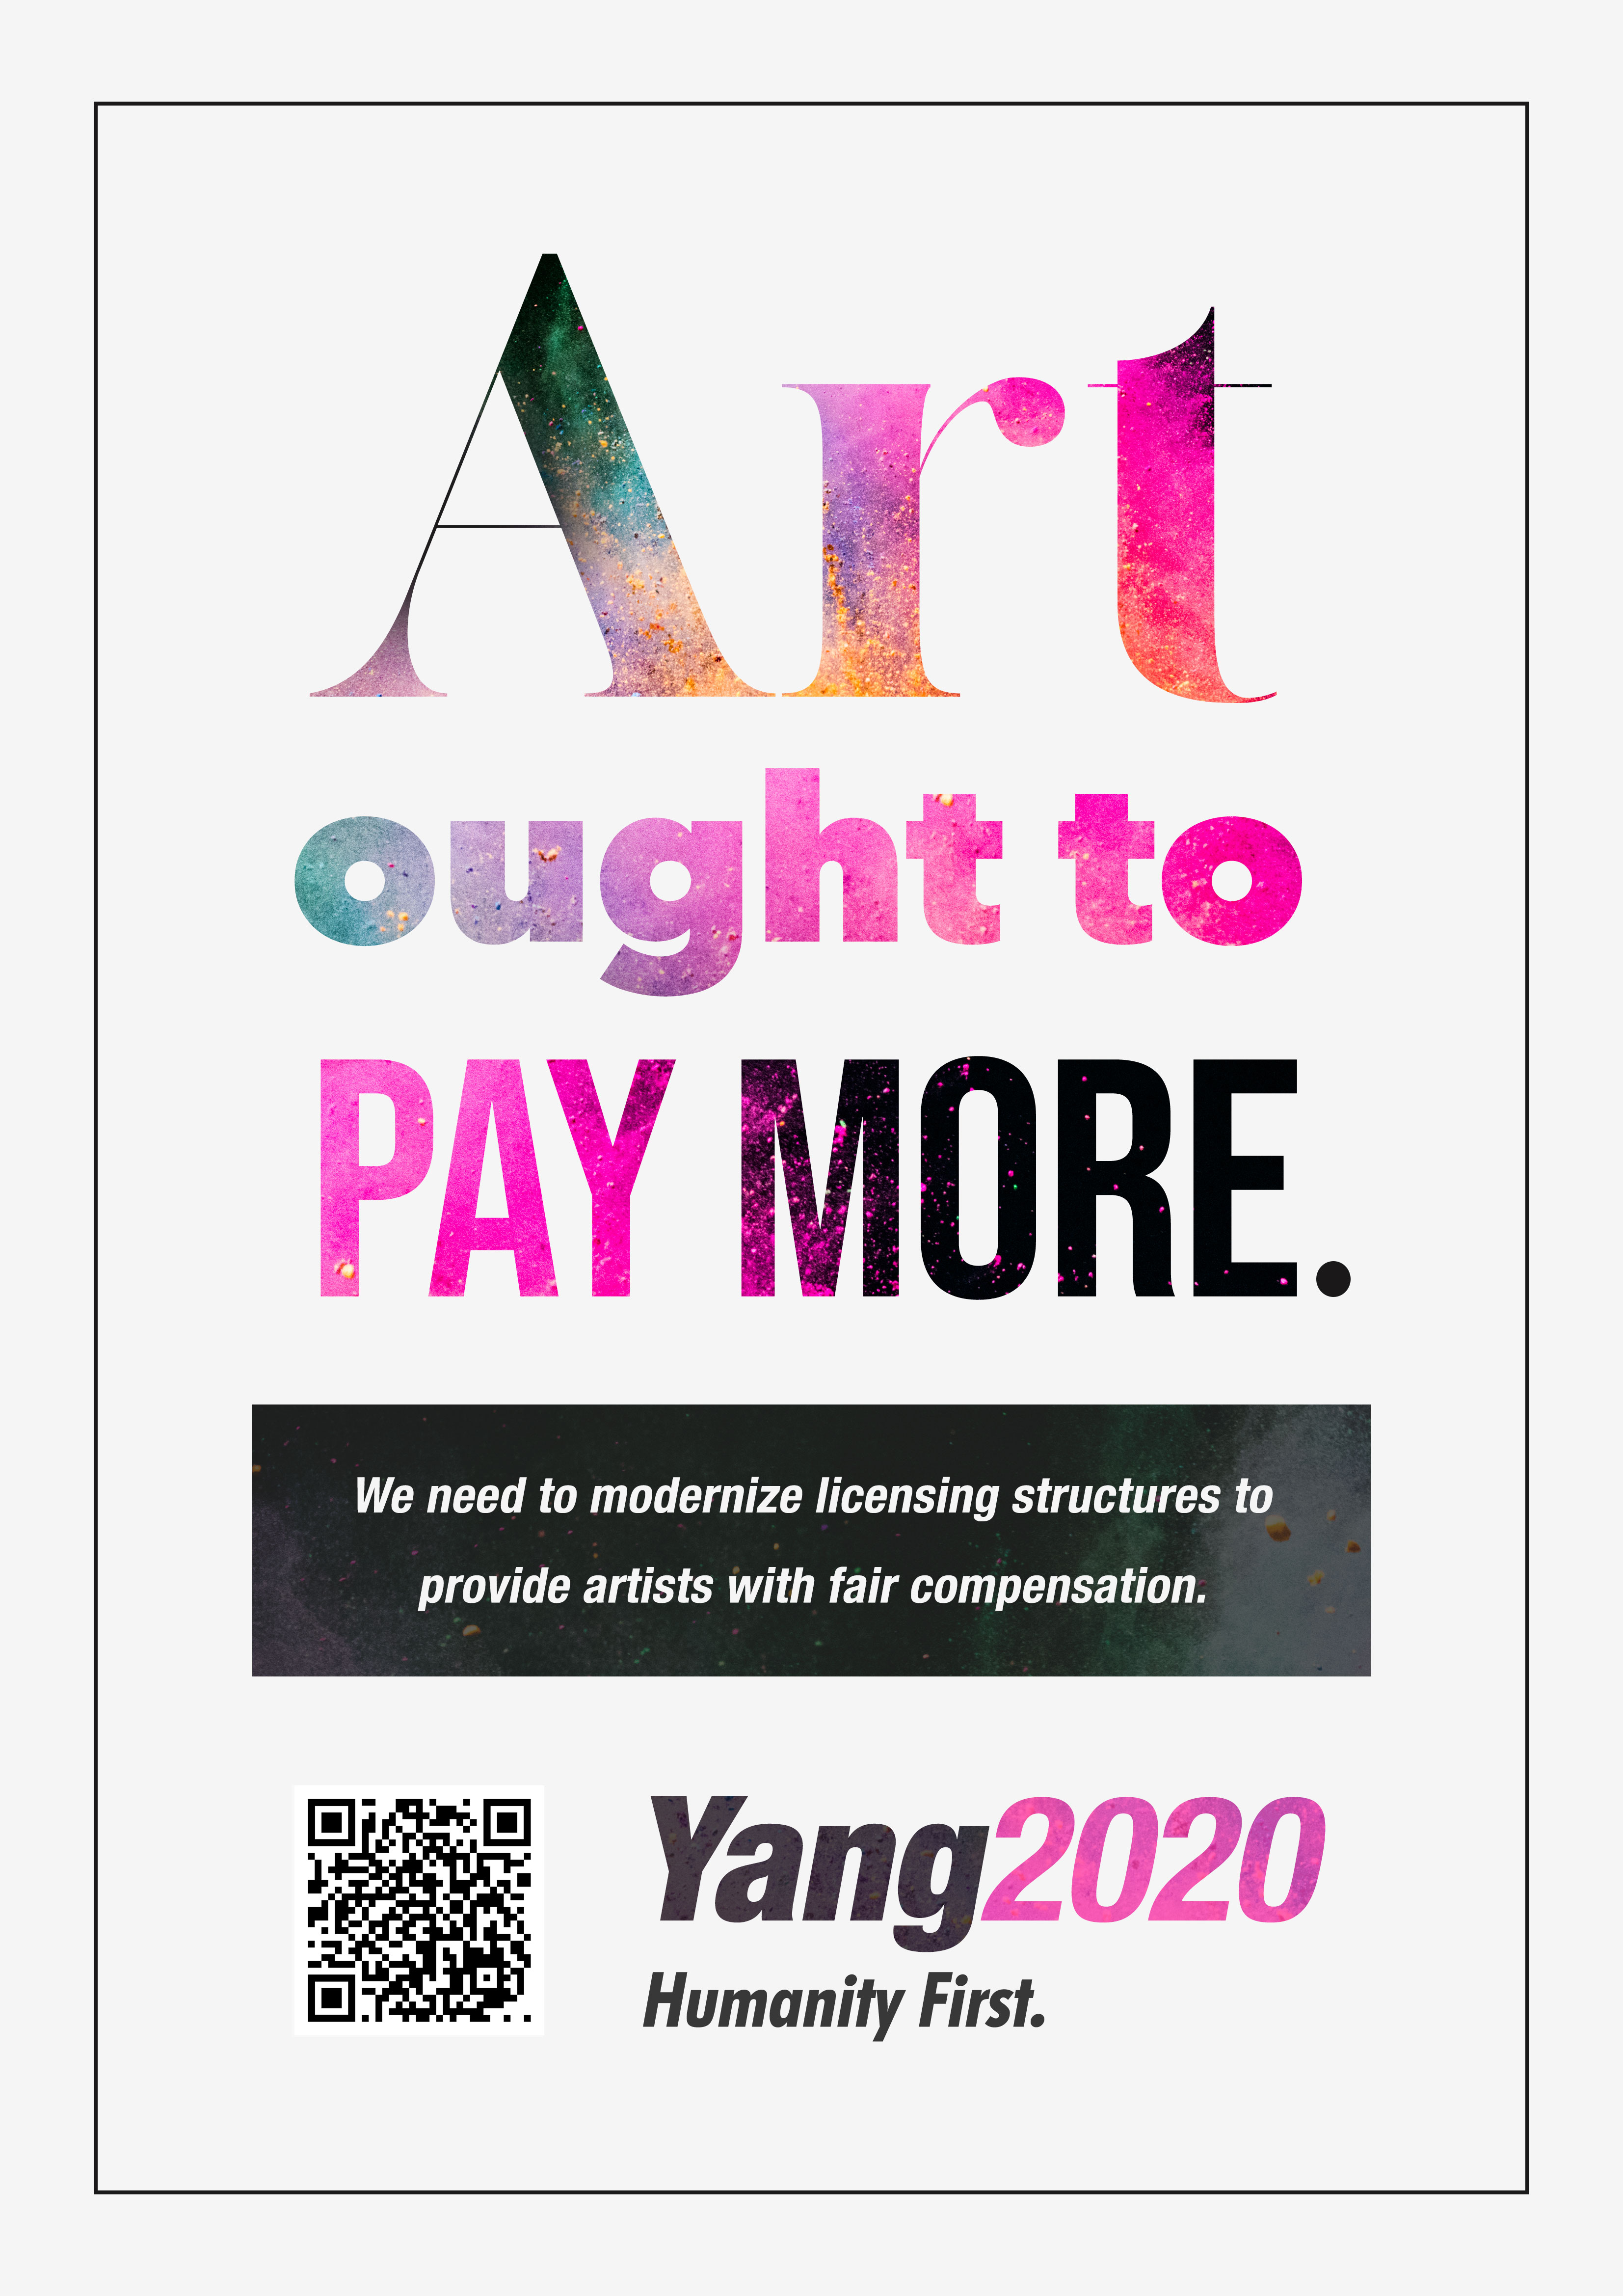 Art
ought to
PAY MORE.
We need to modernize licensing structures to
provide artists with fair compensation.
Yang2020
Humanity First.